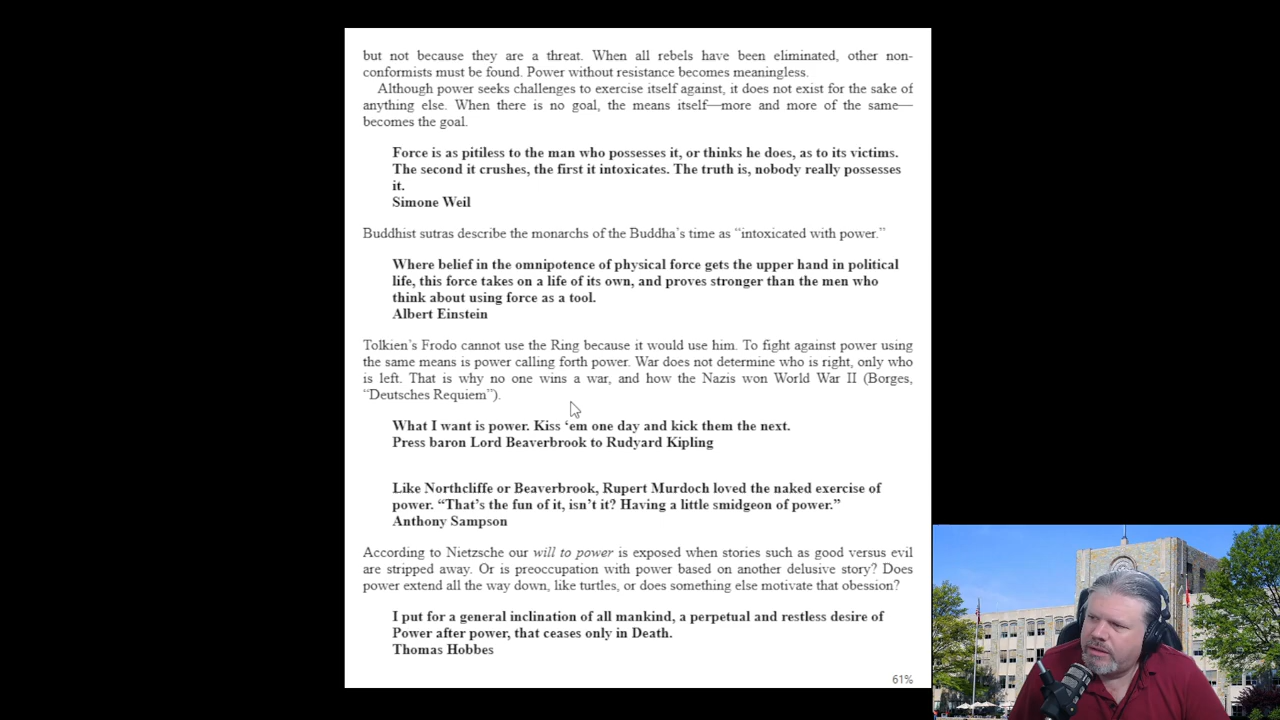 but not because they are a threat. When all rebels have been eliminated, other non-
conformists must be found. Power without resistance becomes meaningless.
Although power seeks challenges to exercise itself against, it does not exist for the sake of
anything else. When there is no goal, the means itself—more and more of the same—
becomes the goal.
Force is as pitiless to the man who possesses it, or thinks he does, as to its victims.
The second it crushes, the first it intoxicates. The truth is, nobody really possesses
it.
Simone Weil
Buddhist sutras describe the monarchs of the Buddha's time as “intoxicated with power.”
Where belief in the omnipotence of physical force gets the upper hand in political
life, this force takes on a life of its own, and proves stronger than the men who
think about using force as a tool.
Albert Einstein
Tolkien's Frodo cannot use the Ring because it would use him. To fight against power using
the same means is power calling forth power. War does not determine who is right, only who
is left. That is why no one wins a war, and how the Nazis won World War II (Borges,
“Deutsches Requiem”).
What I want is power. Kiss ‘em one day and kick them the next.
Press baron Lord Beaverbrook to Rudyard Kipling
Like Northcliffe or Beaverbrook, Rupert Murdoch loved the naked exercise of
power. “That's the fun of it, isn't it? Having a little smidgeon of power.”
Anthony Sampson
According to Nietzsche our will to power is exposed when stories such as good versus evil
are stripped away. Or is preoccupation with power based on another delusive story? Does
power extend all the way down, like turtles, or does something else motivate that obession?
I put for a general inclination of all mankind, a perpetual and restless desire of
Power after power, that ceases only in Death.
Thomas Hobbes
61%